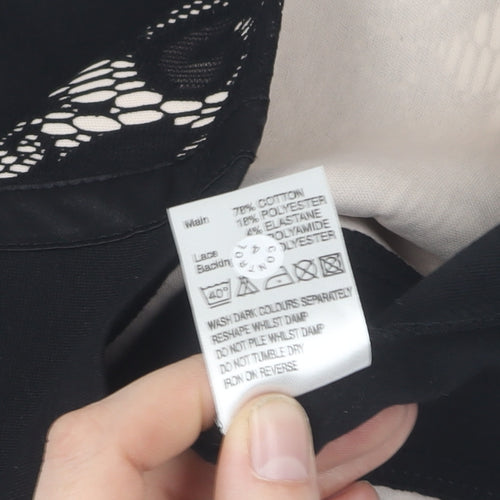 Main 78% COTTON
18% POLYESTER
4% ELASTANE
Lace POLYAMIDE
Backing POLYESTER
40°
WASH DARK COLOURS SEPARATELY
RESHAPE WHILST DAMP
DO NOT PILE WHILST DAMP
DO NOT TUMBLE DRY
IRON ON REVERSE